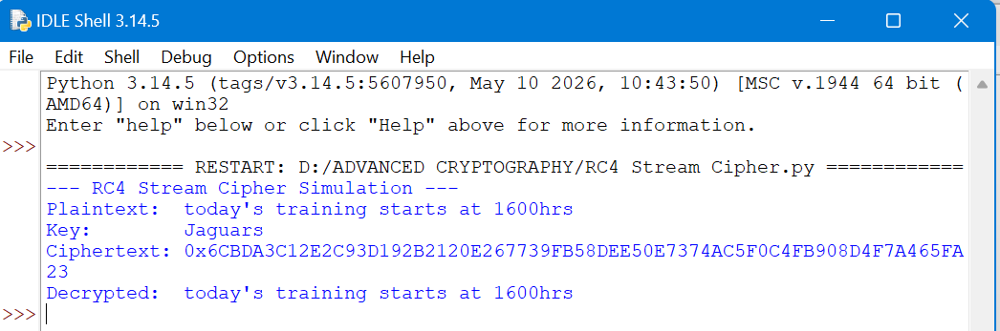 IDLE Shell 3.14.5
File Edit Shell Debug Options Window Help
Python 3.14.5 (tags/v3.14.5:5607950, May 10 2026, 10:43:50) [MSC v.1944 64 bit (
AMD64)] on win32
Enter "help" below or click "Help" above for more information.
>>>
============ RESTART: D:/ADVANCED CRYPTOGRAPHY/RC4 Stream Cipher.py ============
--- RC4 Stream Cipher Simulation ---
Plaintext:  today's training starts at 1600hrs
Key:        Jaguars
Ciphertext: 0x6CBDA3C12E2C93D192B2120E267739FB58DEE50E7374AC5F0C4FB908D4F7A465FA
23
Decrypted:  today's training starts at 1600hrs
>>>